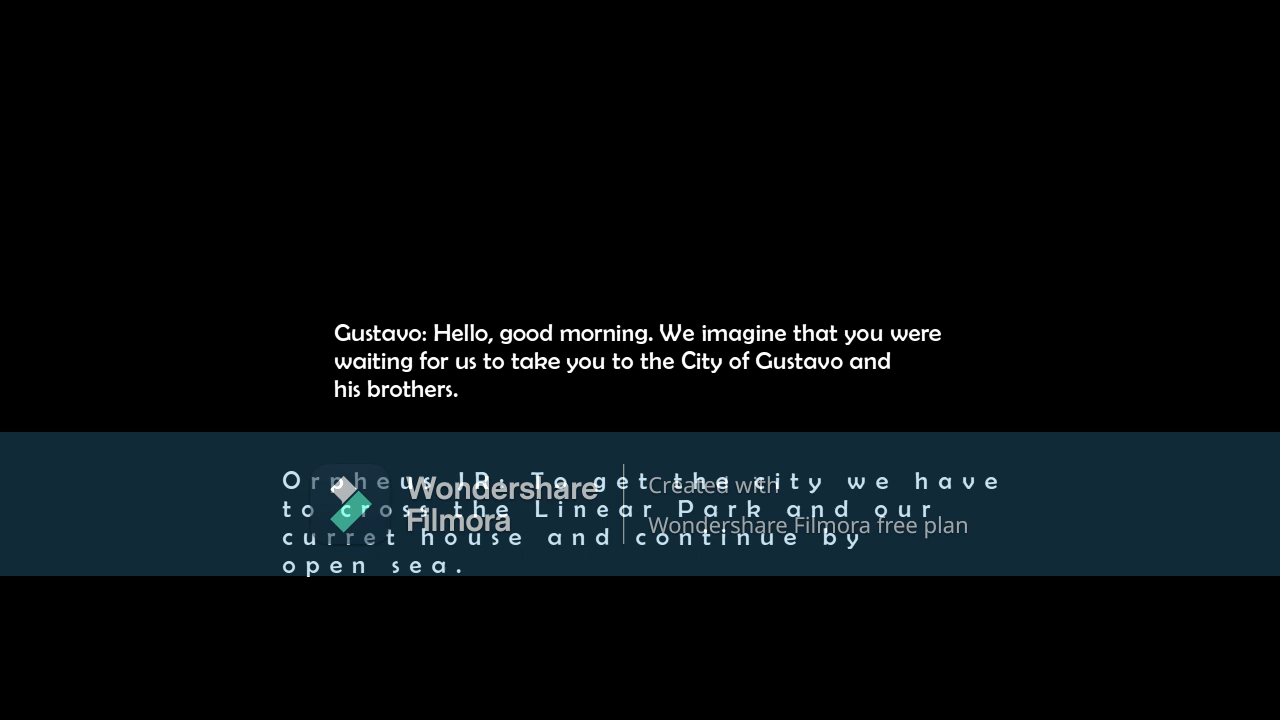 Gustavo: Hello, good morning. We imagine that you were
waiting for us to take you to the City of Gustavo and
his brothers.
Orpheus JR: To get the city we have
to cross the Linear Park and our
curret house and continue by
open sea.
Wondershare
Filmora
Created with
Wondershare Filmora free plan